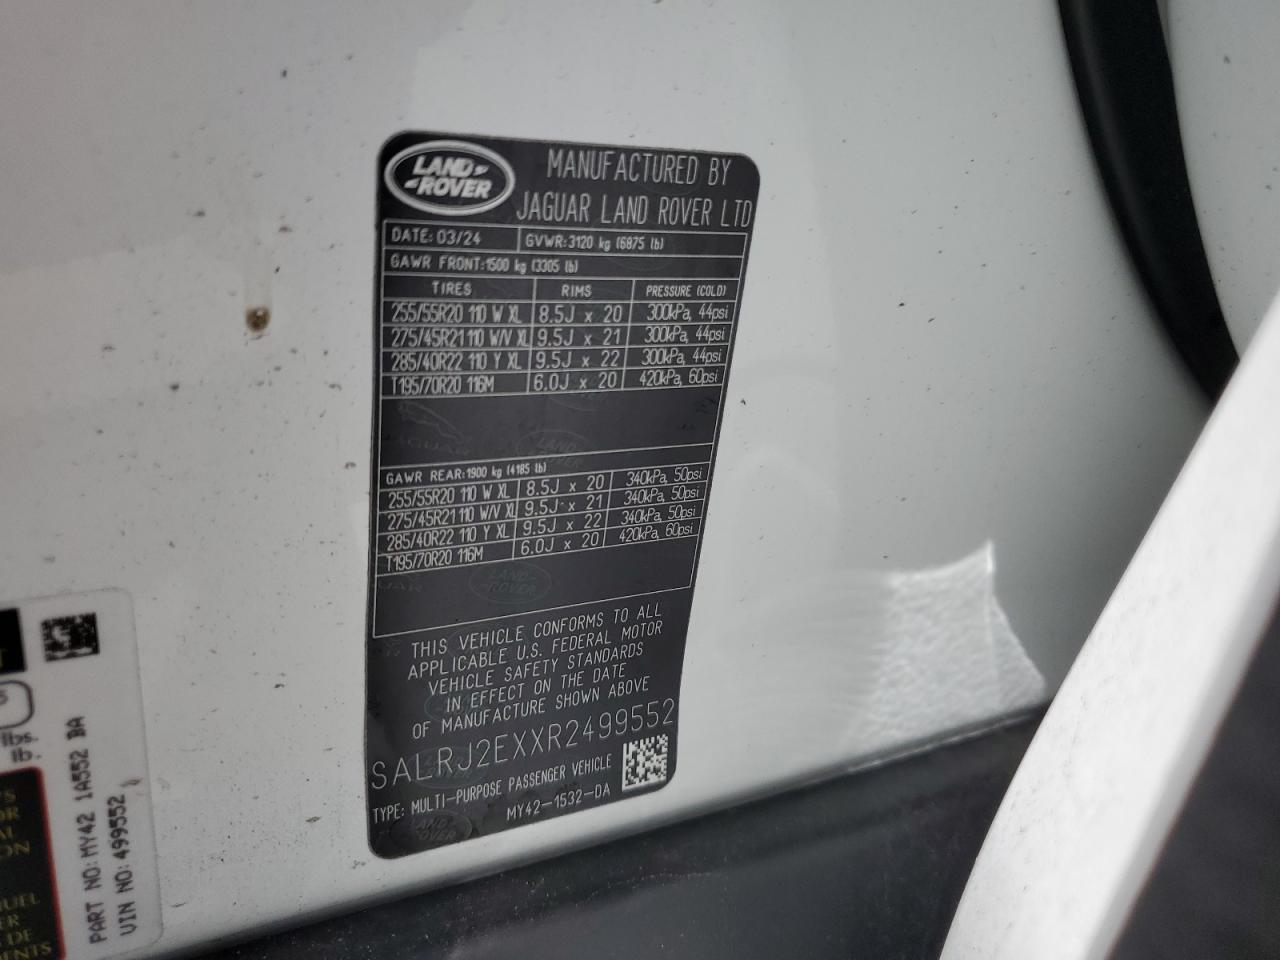 LAND-
-ROVER
MANUFACTURED BY
JAGUAR LAND ROVER LTD
DATE: 03/24 GVWR: 3120 kg (6875 lb)
GAWR FRONT: 1500 kg (3305 lb)
TIRES RIMS PRESSURE (COLD)
255/55R20 110 W XL 8.5J x 20 300kPa, 44psi
275/45R21 110 W/V XL 9.5J x 21 300kPa, 44psi
285/40R22 110 Y XL 9.5J x 22 300kPa, 44psi
T195/70R20 116M 6.0J x 20 420kPa, 60psi
GAWR REAR: 1900 kg (4185 lb)
255/55R20 110 W XL 8.5J x 20 340kPa, 50psi
275/45R21 110 W/V XL 9.5J x 21 340kPa, 50psi
285/40R22 110 Y XL 9.5J x 22 340kPa, 50psi
T195/70R20 116M 6.0J x 20 420kPa, 60psi
THIS VEHICLE CONFORMS TO ALL
APPLICABLE U.S. FEDERAL MOTOR
VEHICLE SAFETY STANDARDS
IN EFFECT ON THE DATE
OF MANUFACTURE SHOWN ABOVE
SALRJ2EXXR2499552
TYPE: MULTI-PURPOSE PASSENGER VEHICLE
MY42-1532-DA
lbs.
lb.
PART NO: MY42 1A552 BA
VIN NO: 499552